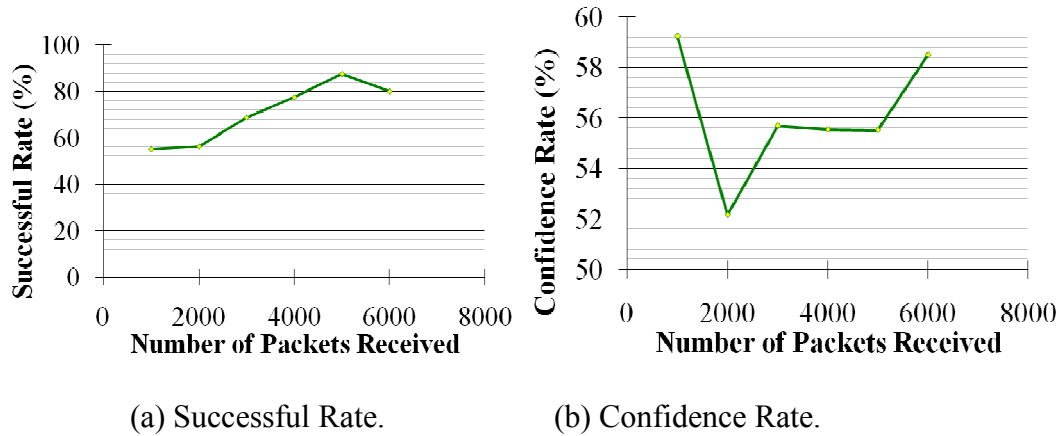 Successful Rate (%)
100
80
60
40
20
0
0 2000 4000 6000 8000
Number of Packets Received
(a) Successful Rate.
Confidence Rate (%)
60
58
56
54
52
50
0 2000 4000 6000 8000
Number of Packets Received
(b) Confidence Rate.